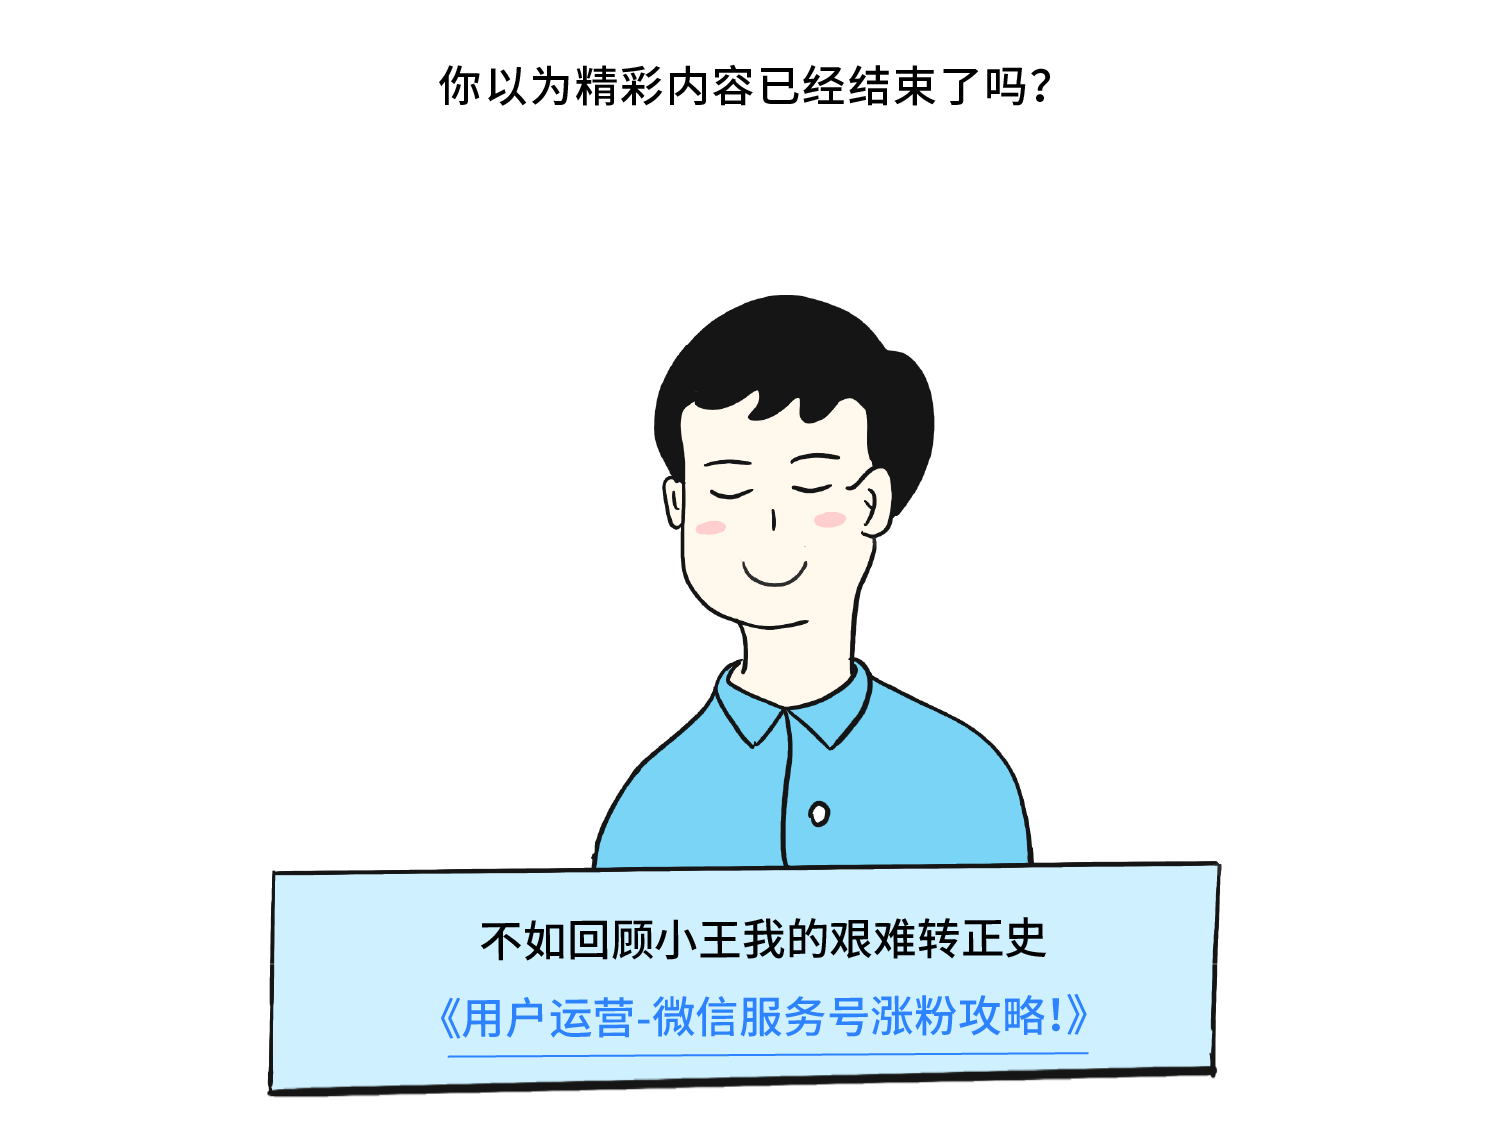 你以为精彩内容已经结束了吗？
不如回顾小王我的艰难转正史
《用户运营-微信服务号涨粉攻略！》